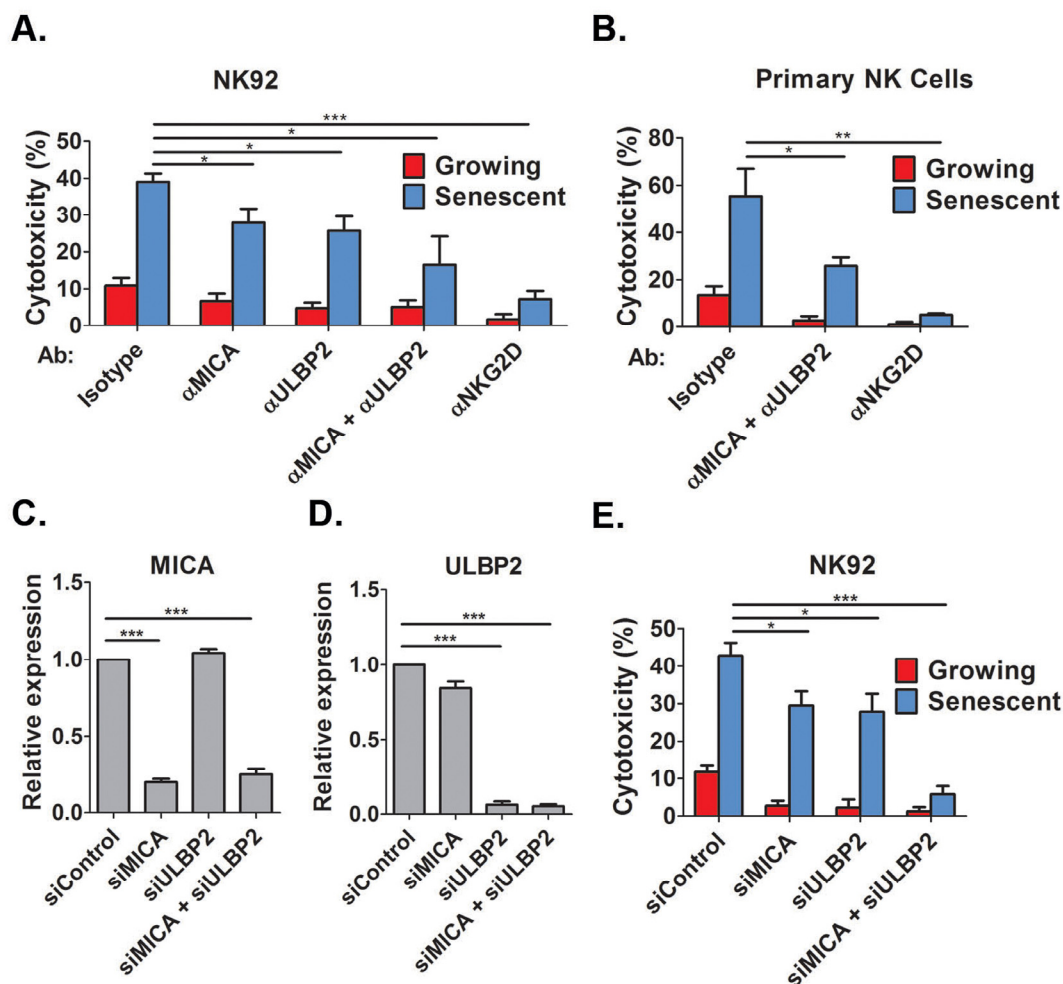 A.
NK92
***
*
*
*
Cytotoxicity (%)
50
40
30
20
10
0
Growing
Senescent
Ab:
Isotype
αMICA
αULBP2
αMICA + αULBP2
αNKG2D
B.
Primary NK Cells
**
*
Cytotoxicity (%)
80
60
40
20
0
Growing
Senescent
Ab:
Isotype
αMICA + αULBP2
αNKG2D
C.
MICA
***
***
Relative expression
1.5
1.0
0.5
0.0
siControl
siMICA
siULBP2
siMICA + siULBP2
D.
ULBP2
***
***
Relative expression
1.5
1.0
0.5
0.0
siControl
siMICA
siULBP2
siMICA + siULBP2
E.
NK92
***
*
*
Cytotoxicity (%)
50
40
30
20
10
0
Growing
Senescent
siControl
siMICA
siULBP2
siMICA + siULBP2